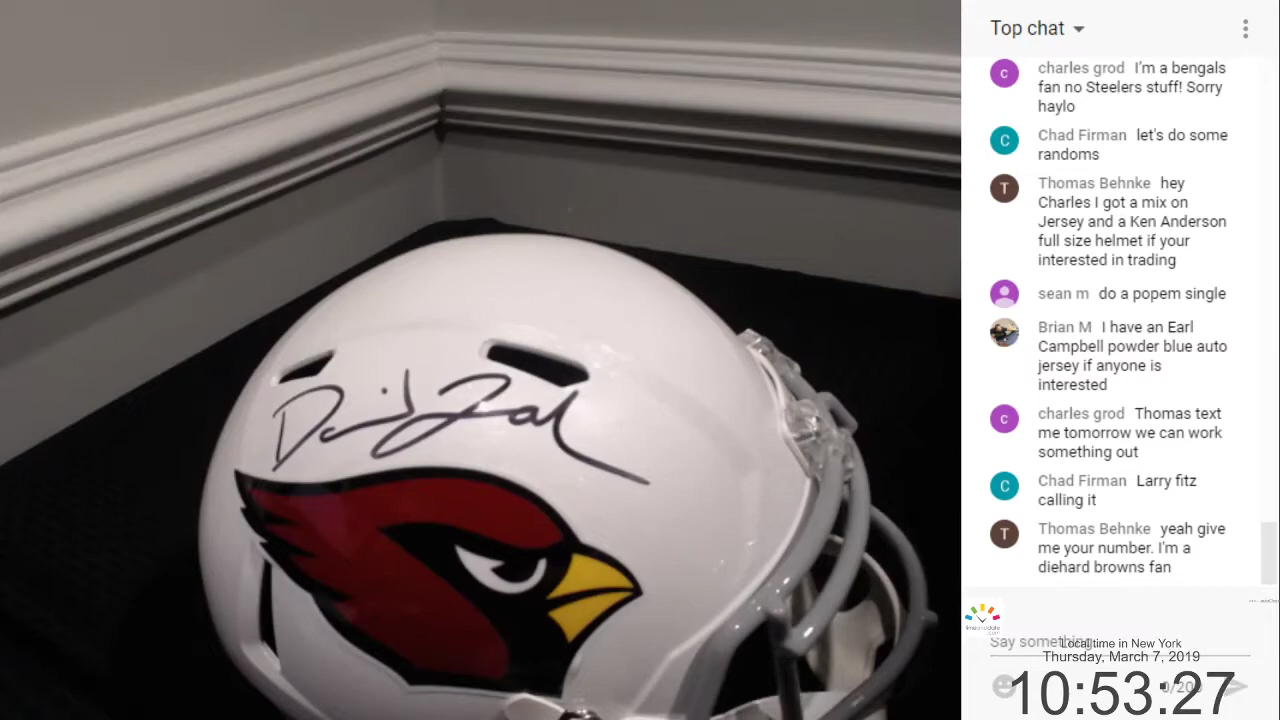 Top chat
charles grod I'm a bengals
fan no Steelers stuff! Sorry
haylo
Chad Firman let's do some
randoms
Thomas Behnke hey
Charles I got a mix on
Jersey and a Ken Anderson
full size helmet if your
interested in trading
sean m do a popem single
Brian M I have an Earl
Campbell powder blue auto
jersey if anyone is
interested
charles grod Thomas text
me tomorrow we can work
something out
Chad Firman Larry fitz
calling it
Thomas Behnke yeah give
me your number. I'm a
diehard browns fan
Say something
Local time in New York
Thursday, March 7, 2019
10:53:27